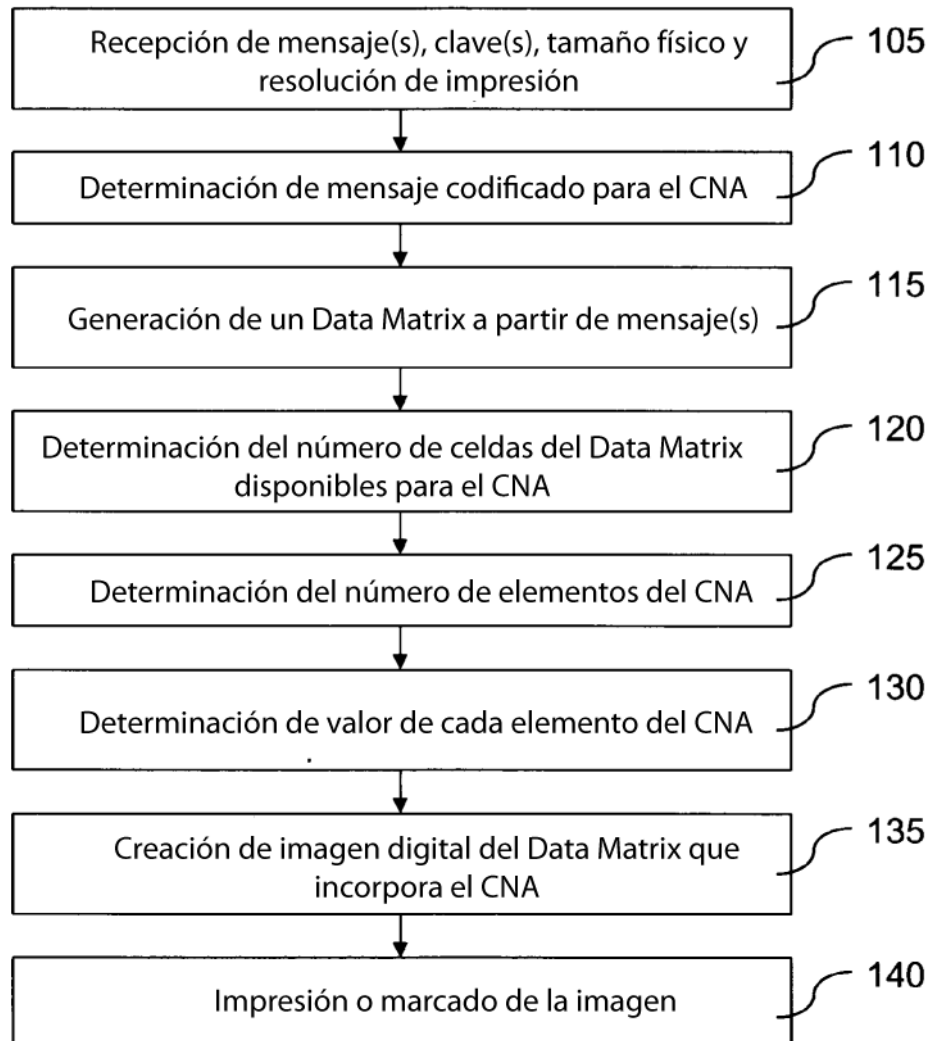 Recepción de mensaje(s), clave(s), tamaño físico y
resolución de impresión
105
Determinación de mensaje codificado para el CNA
110
Generación de un Data Matrix a partir de mensaje(s)
115
Determinación del número de celdas del Data Matrix
disponibles para el CNA
120
Determinación del número de elementos del CNA
125
Determinación de valor de cada elemento del CNA
130
Creación de imagen digital del Data Matrix que
incorpora el CNA
135
Impresión o marcado de la imagen
140